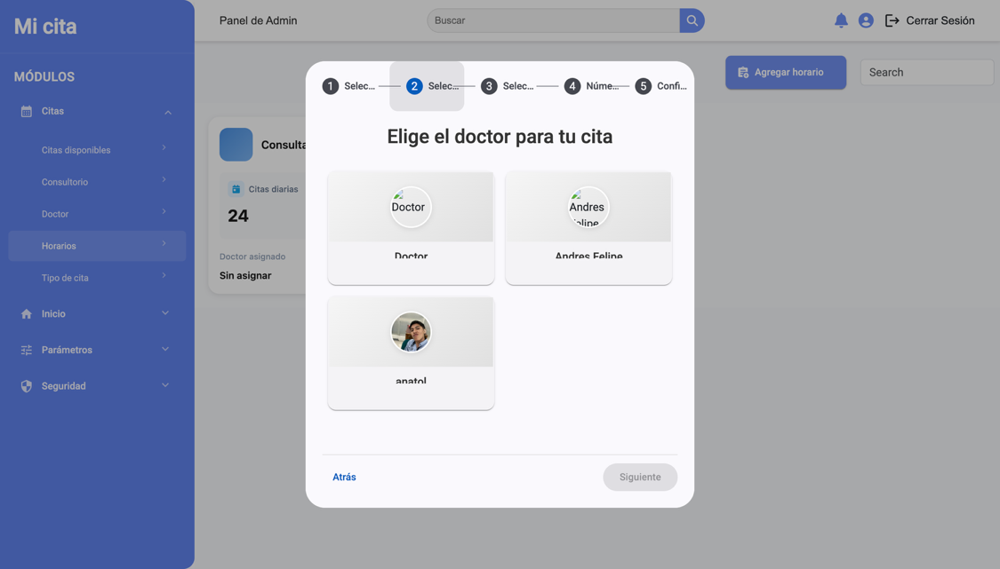 Mi cita
Panel de Admin
Buscar
Cerrar Sesión
MÓDULOS
Citas
Citas disponibles
Consultorio
Doctor
Horarios
Tipo de cita
Inicio
Parámetros
Seguridad
Agregar horario
Search
Consulta
Citas diarias
24
Doctor asignado
Sin asignar
1 Selec...
2 Selec...
3 Selec...
4 Núme...
5 Confi...
Elige el doctor para tu cita
Doctor
Doctor
Andres
Felipe
Andres Felipe
anatol
Atrás
Siguiente